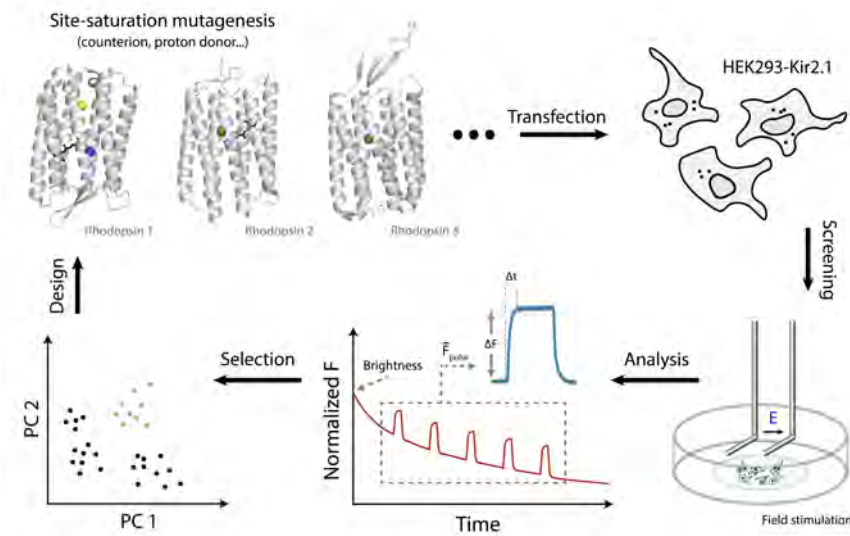 Site-saturation mutagenesis
(counterion, proton donor...)
HEK293-Kir2.1
Transfection
Rhodopsin 1
Rhodopsin 2
Rhodopsin 3
Screening
Design
Δt
ΔF
F̄pulse
Selection
Brightness
Analysis
Normalized F
Time
PC 2
PC 1
E
Field stimulation